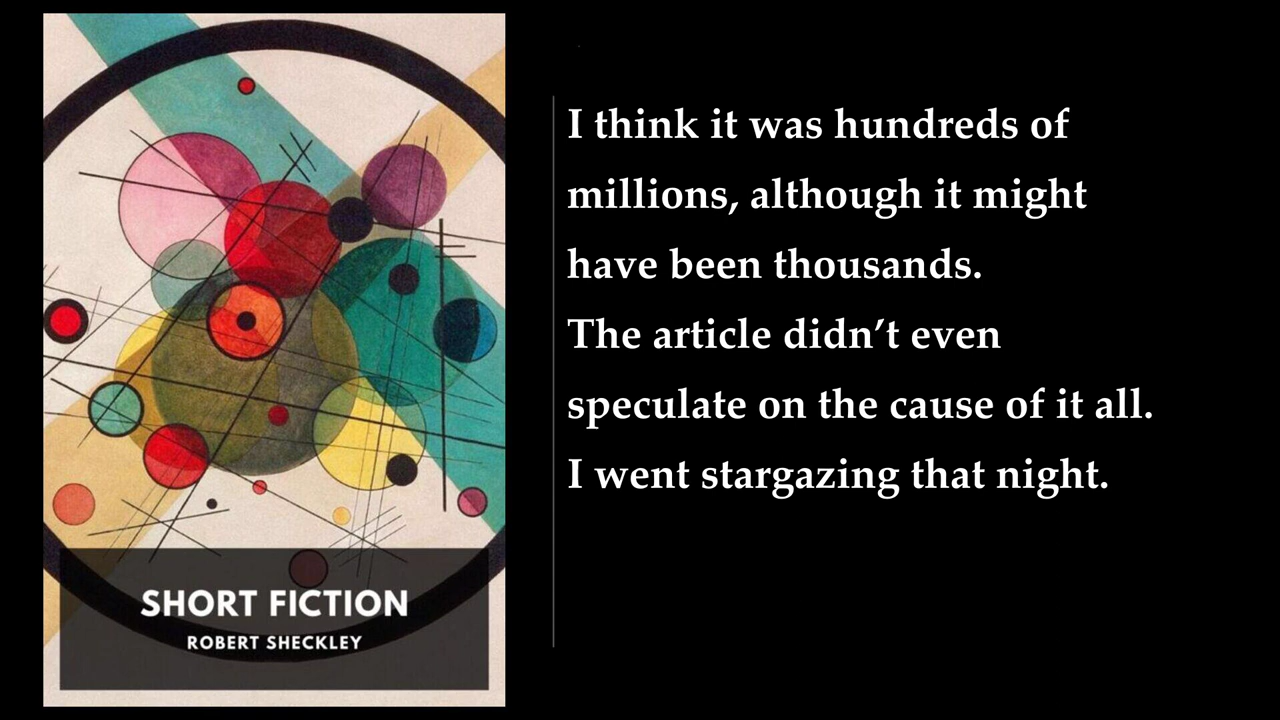 SHORT FICTION
ROBERT SHECKLEY
I think it was hundreds of
millions, although it might
have been thousands.
The article didn’t even
speculate on the cause of it all.
I went stargazing that night.